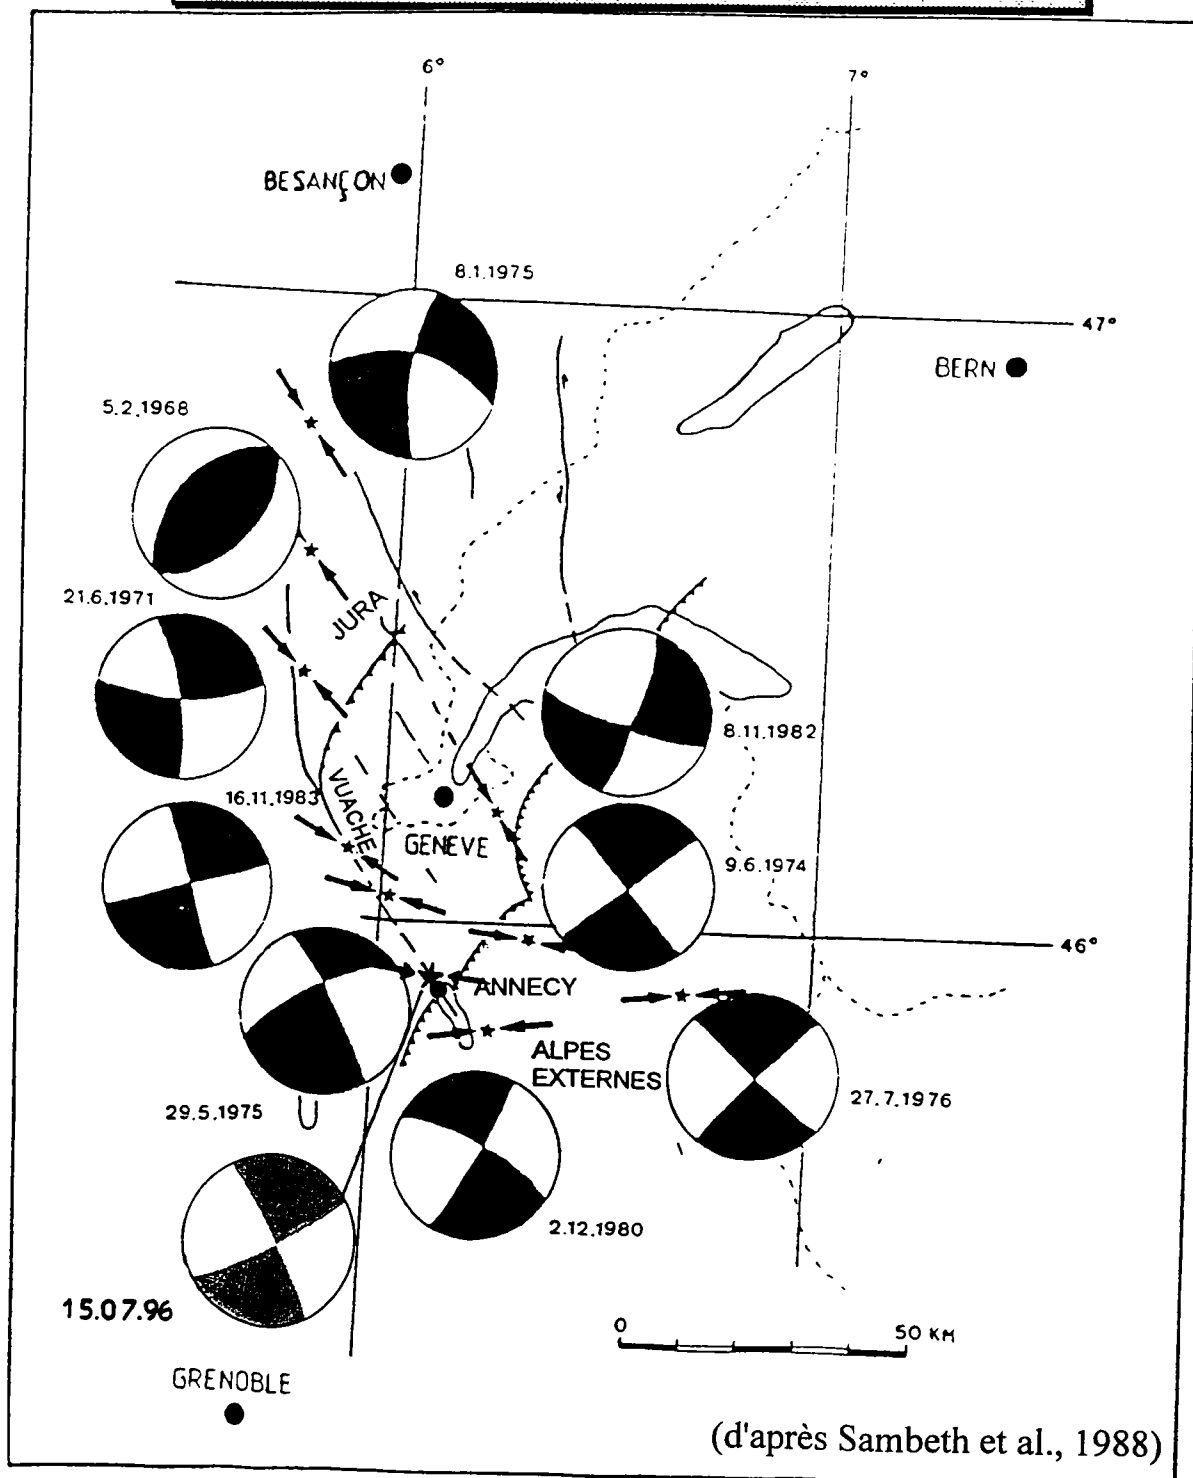 6°
7°
BESANÇON
8.1.1975
47°
BERN
5.2.1968
21.6.1971
JURA
8.11.1982
VUACHE
16.11.1983
GENEVE
9.6.1974
46°
ANNECY
ALPES
EXTERNES
29.5.1975
27.7.1976
2.12.1980
15.07.96
0
50 KM
GRENOBLE
(d'après Sambeth et al., 1988)